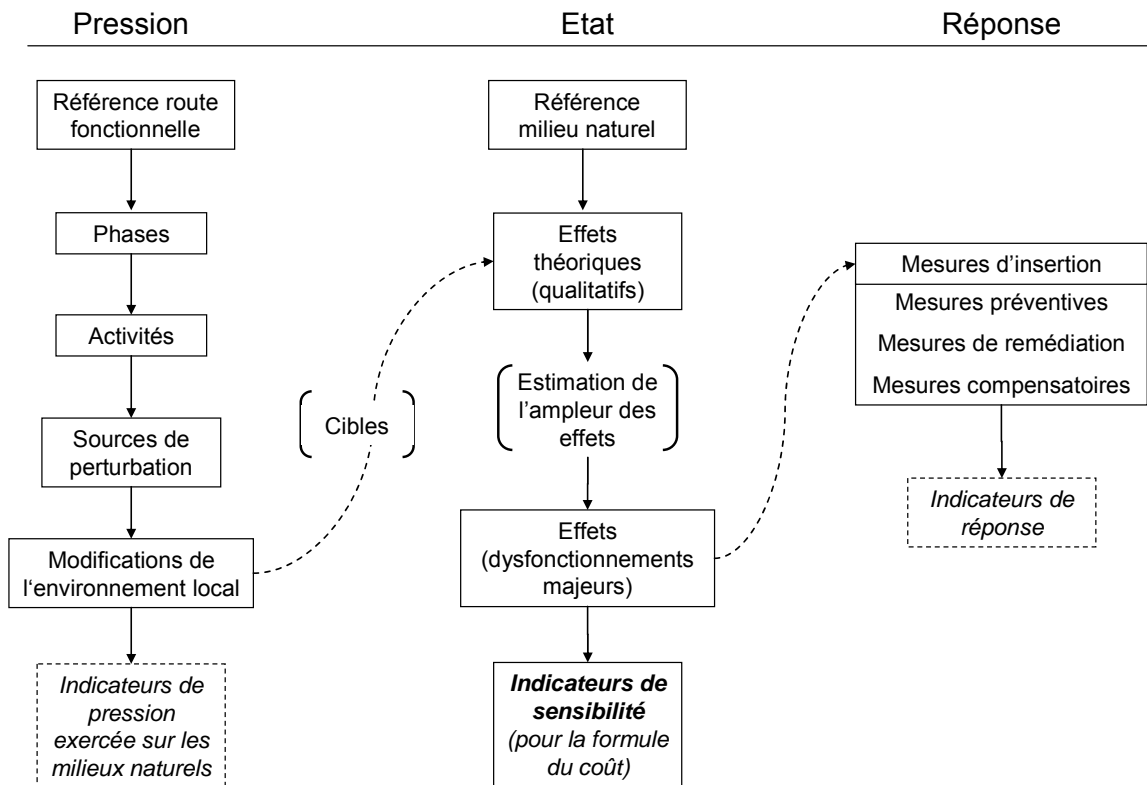 Pression
Etat
Réponse
Référence route
fonctionnelle
Phases
Activités
Sources de
perturbation
Modifications de
l‘environnement local
Indicateurs de
pression
exercée sur les
milieux naturels
Cibles
Référence
milieu naturel
Effets
théoriques
(qualitatifs)
Estimation de
l’ampleur des
effets
Effets
(dysfonctionnements
majeurs)
Indicateurs de
sensibilité
(pour la formule
du coût)
Mesures d’insertion
Mesures préventives
Mesures de remédiation
Mesures compensatoires
Indicateurs de
réponse